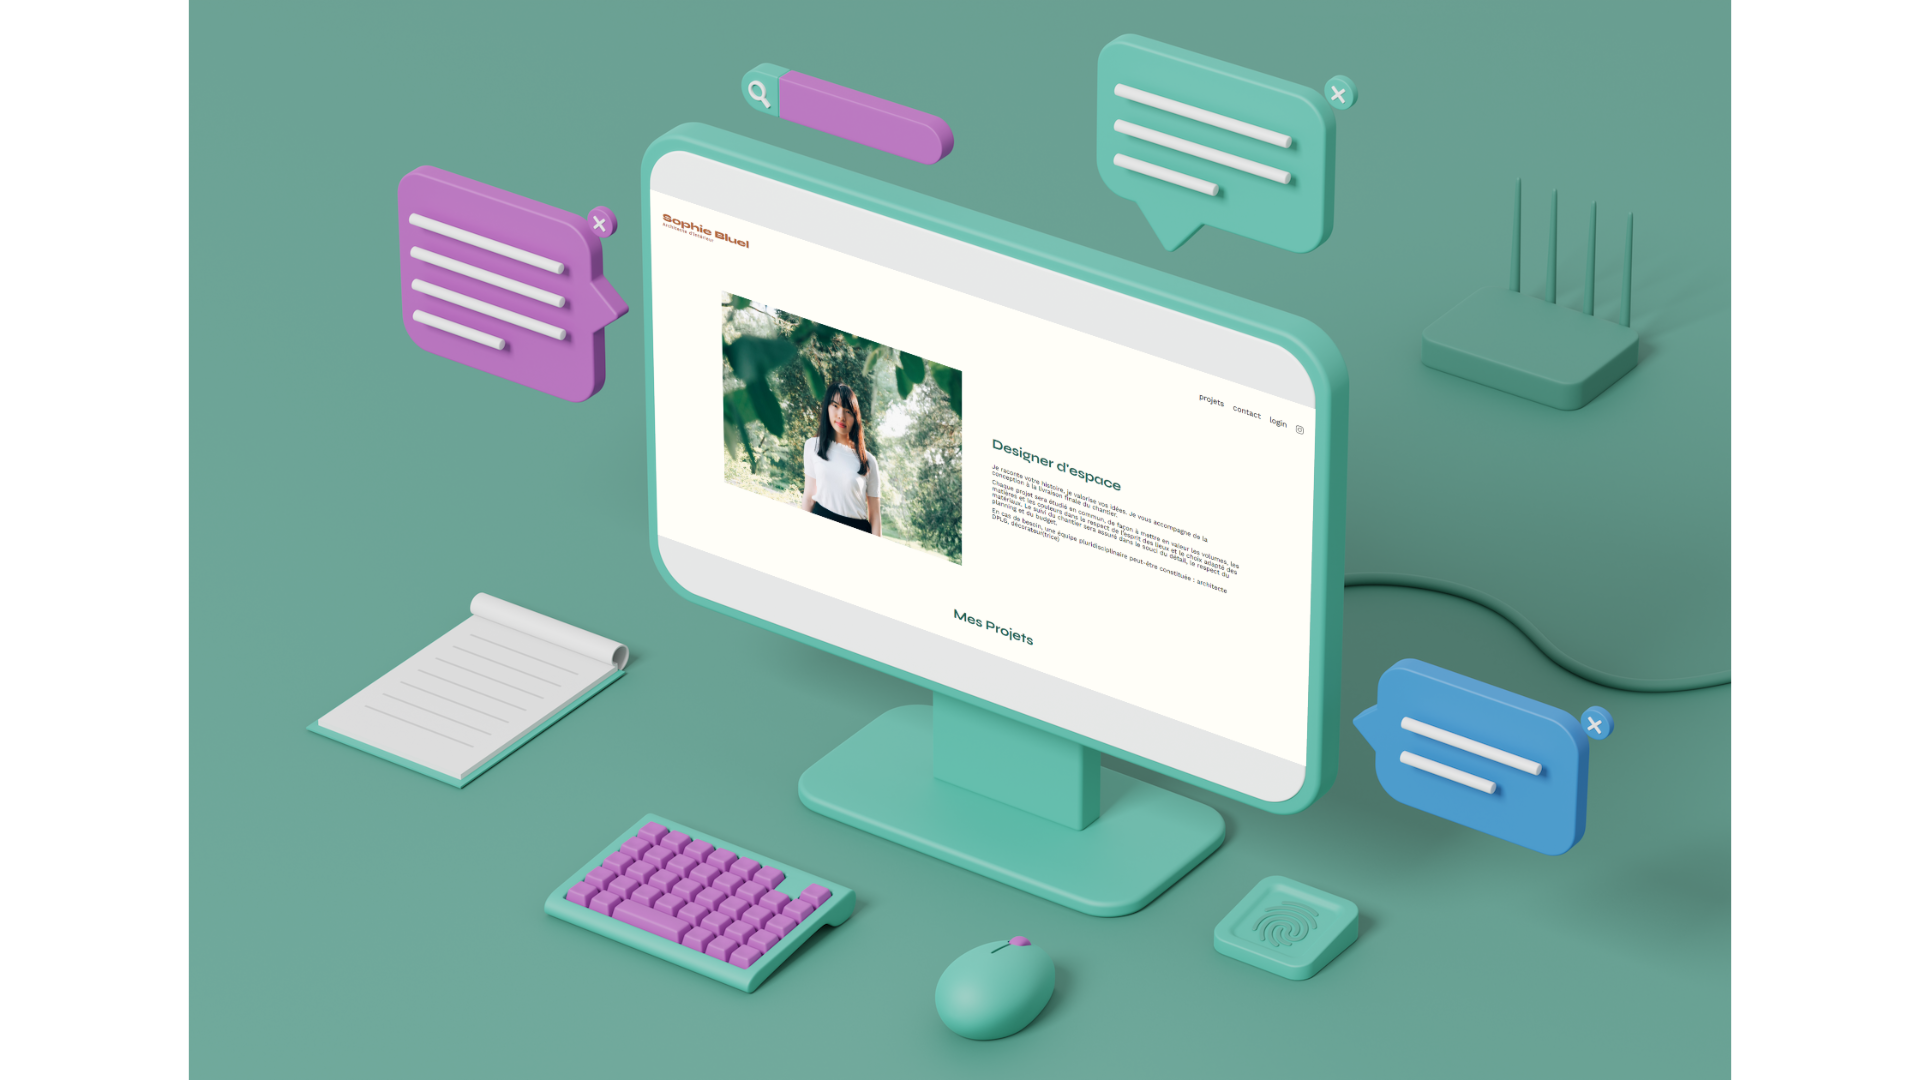 Sophie Bluel
architecte d'intérieur
projets contact login
Designer d'espace
Je raconte votre histoire, je valorise vos idées. Je vous accompagne de la
conception à la livraison finale du chantier.
Chaque projet sera étudié en commun, de façon à mettre en valeur les volumes, les
matières et les couleurs dans le respect de l'esprit des lieux et le choix adapté des
matériaux. Le suivi du chantier sera assuré dans le souci du détail, le respect du
planning et du budget.
En cas de besoin, une équipe pluridisciplinaire peut-être constituée : architecte
DPLG, décorateur(trice)
Mes Projets